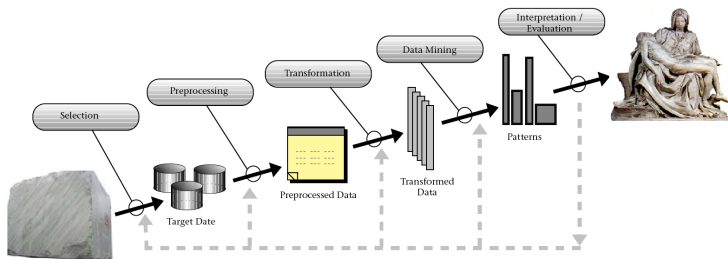 Interpretation /
Evaluation
Data Mining
Transformation
Preprocessing
Selection
Patterns
Transformed
Data
Preprocessed Data
Target Date